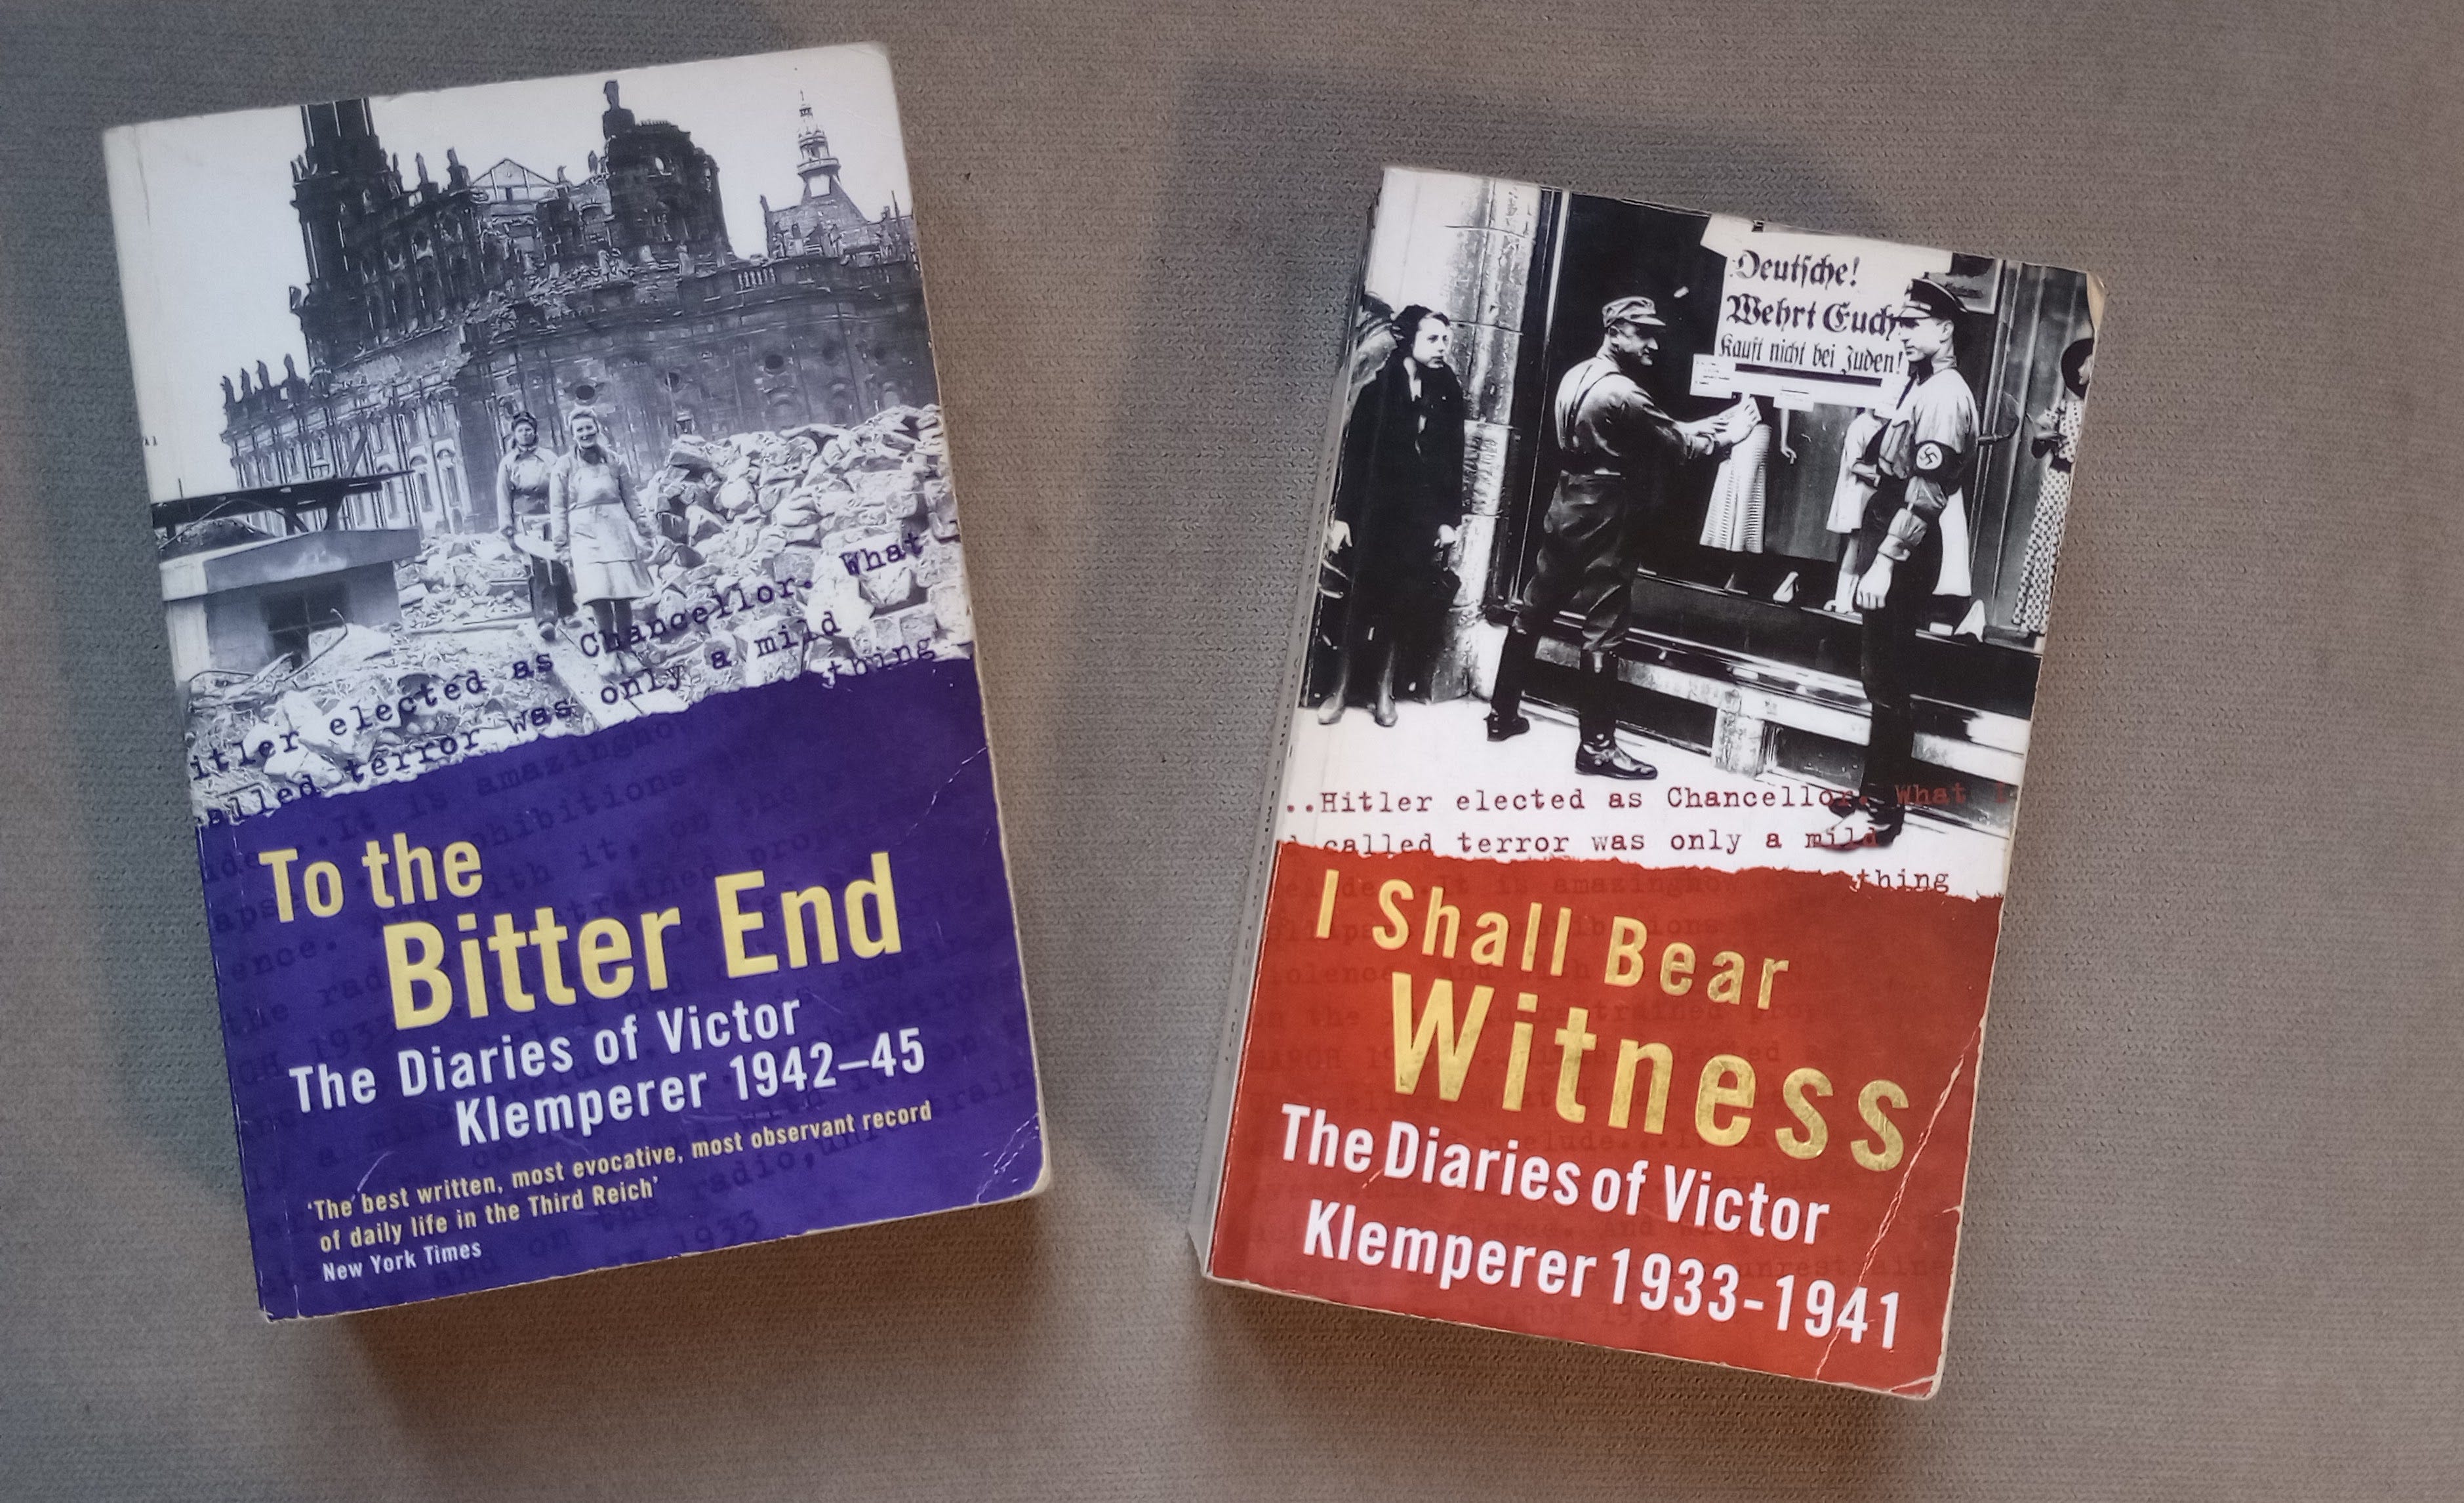 itler elected as Chancellor. What
alled terror was only a mild
thing
To the
Bitter End
The Diaries of Victor
Klemperer 1942–45
‘The best written, most evocative, most observant record
of daily life in the Third Reich’
New York Times
Deutsche!
Wehrt Euch
Kauft nicht bei Juden!
..Hitler elected as Chancellor. What I
called terror was only a mild
thing
I Shall Bear
Witness
The Diaries of Victor
Klemperer 1933-1941